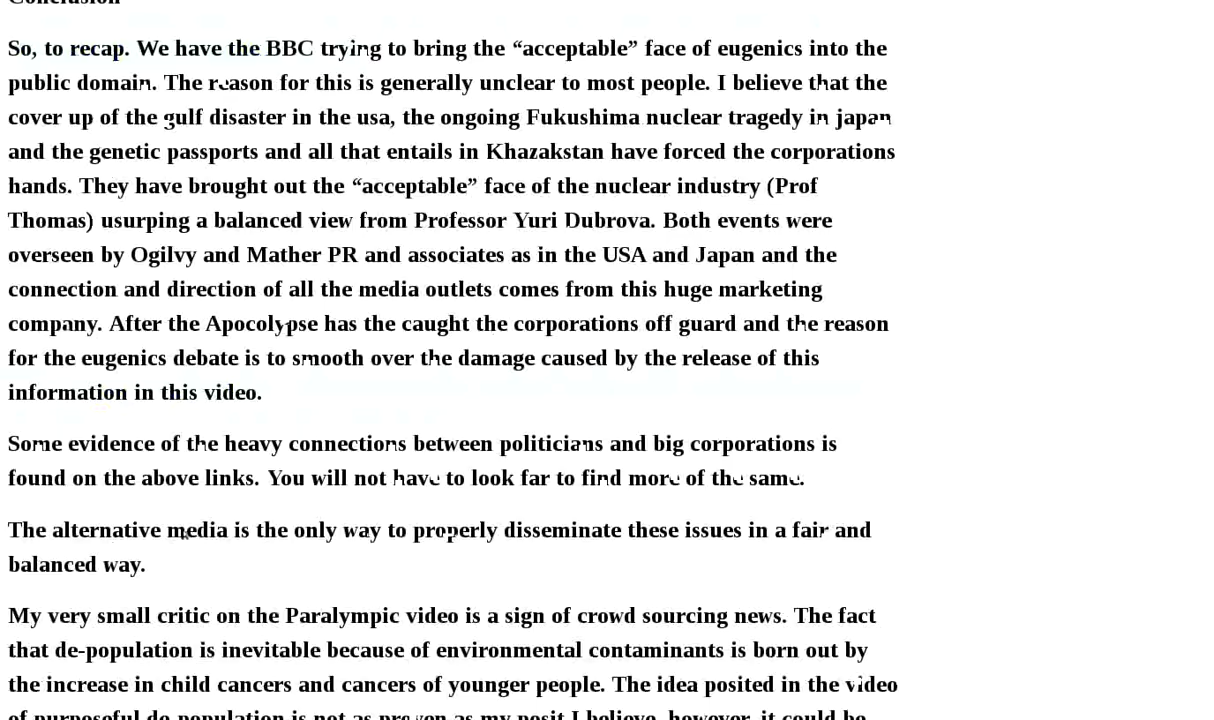 Conclusion
So, to recap. We have the BBC trying to bring the “acceptable” face of eugenics into the
public domain. The reason for this is generally unclear to most people. I believe that the
cover up of the gulf disaster in the usa, the ongoing Fukushima nuclear tragedy in japan
and the genetic passports and all that entails in Khazakstan have forced the corporations
hands. They have brought out the “acceptable” face of the nuclear industry (Prof
Thomas) usurping a balanced view from Professor Yuri Dubrova. Both events were
overseen by Ogilvy and Mather PR and associates as in the USA and Japan and the
connection and direction of all the media outlets comes from this huge marketing
company. After the Apocolypse has the caught the corporations off guard and the reason
for the eugenics debate is to smooth over the damage caused by the release of this
information in this video.
Some evidence of the heavy connections between politicians and big corporations is
found on the above links. You will not have to look far to find more of the same.
The alternative media is the only way to properly disseminate these issues in a fair and
balanced way.
My very small critic on the Paralympic video is a sign of crowd sourcing news. The fact
that de-population is inevitable because of environmental contaminants is born out by
the increase in child cancers and cancers of younger people. The idea posited in the video
of purposeful de population is not as proven as my posit I believe, however, it could be